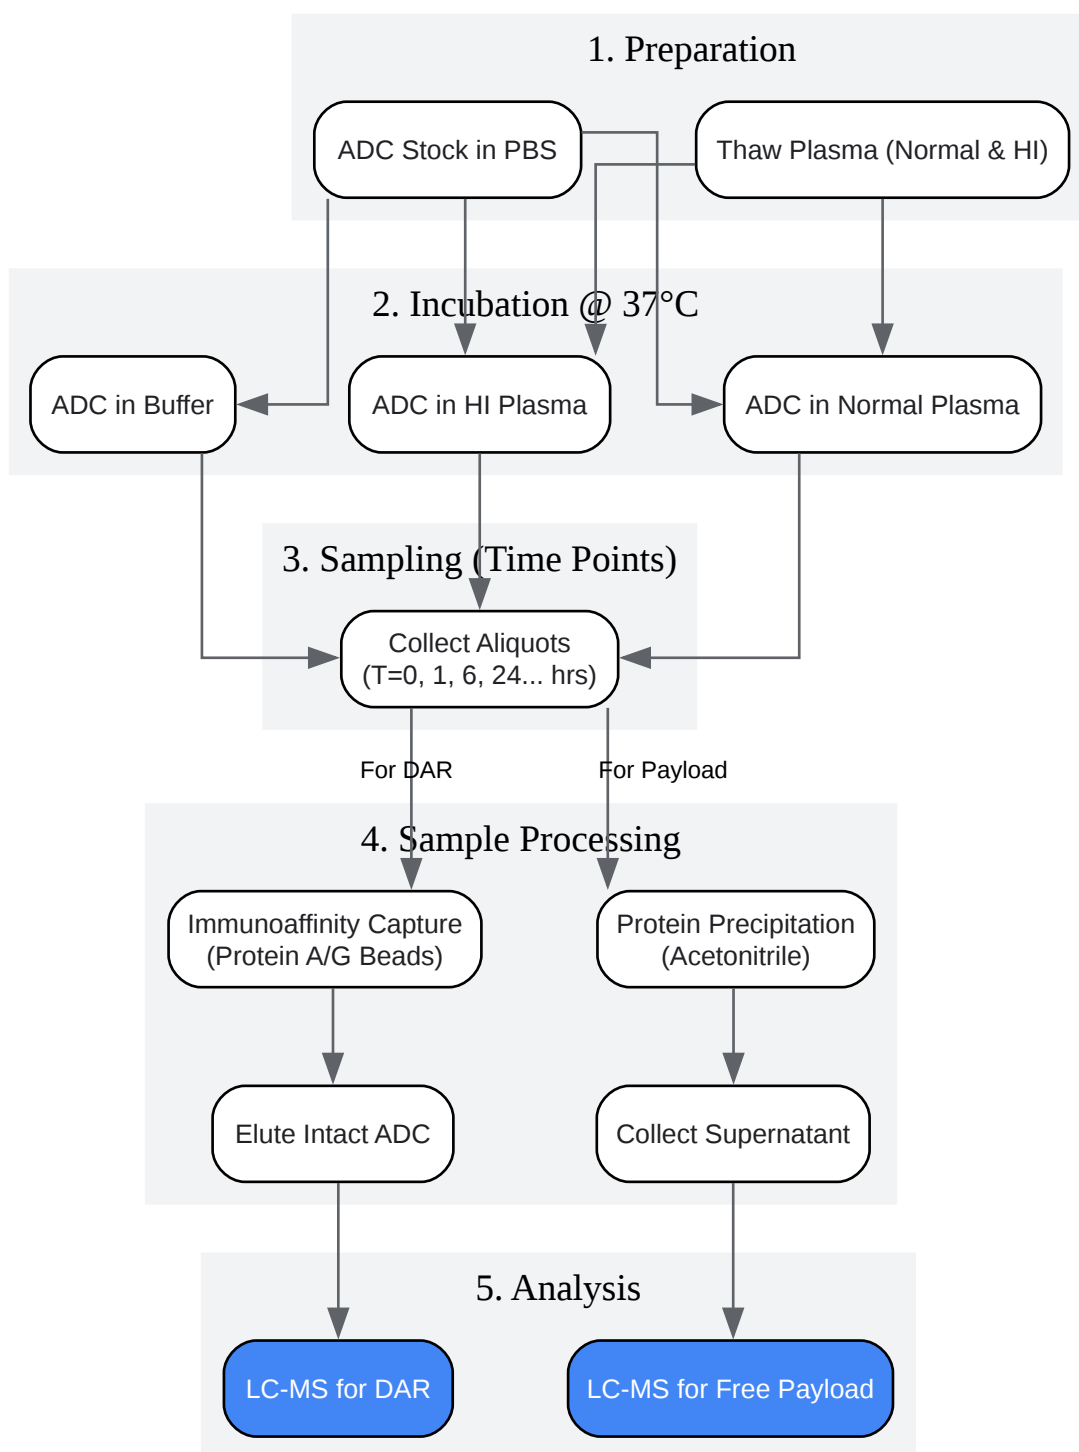 1. Preparation
ADC Stock in PBS
Thaw Plasma (Normal & HI)
2. Incubation @ 37°C
ADC in Buffer
ADC in HI Plasma
ADC in Normal Plasma
3. Sampling (Time Points)
Collect Aliquots
(T=0, 1, 6, 24... hrs)
For DAR
For Payload
4. Sample Processing
Immunoaffinity Capture
(Protein A/G Beads)
Protein Precipitation
(Acetonitrile)
Elute Intact ADC
Collect Supernatant
5. Analysis
LC-MS for DAR
LC-MS for Free Payload